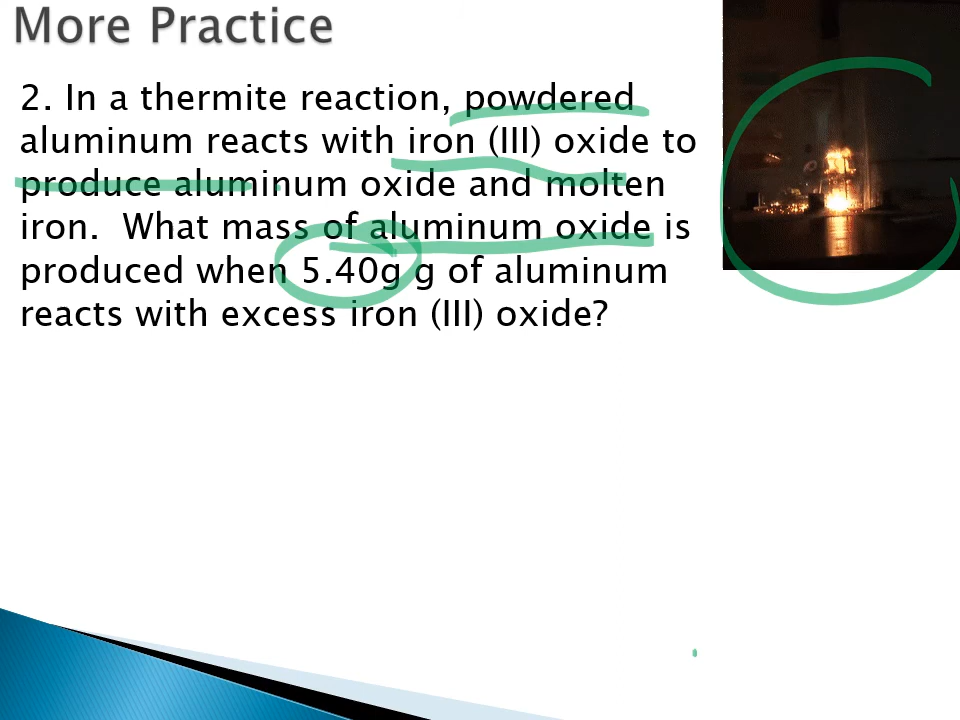 More Practice
2. In a thermite reaction, powdered
aluminum reacts with iron (III) oxide to
produce aluminum oxide and molten
iron.  What mass of aluminum oxide is
produced when 5.40g g of aluminum
reacts with excess iron (III) oxide?